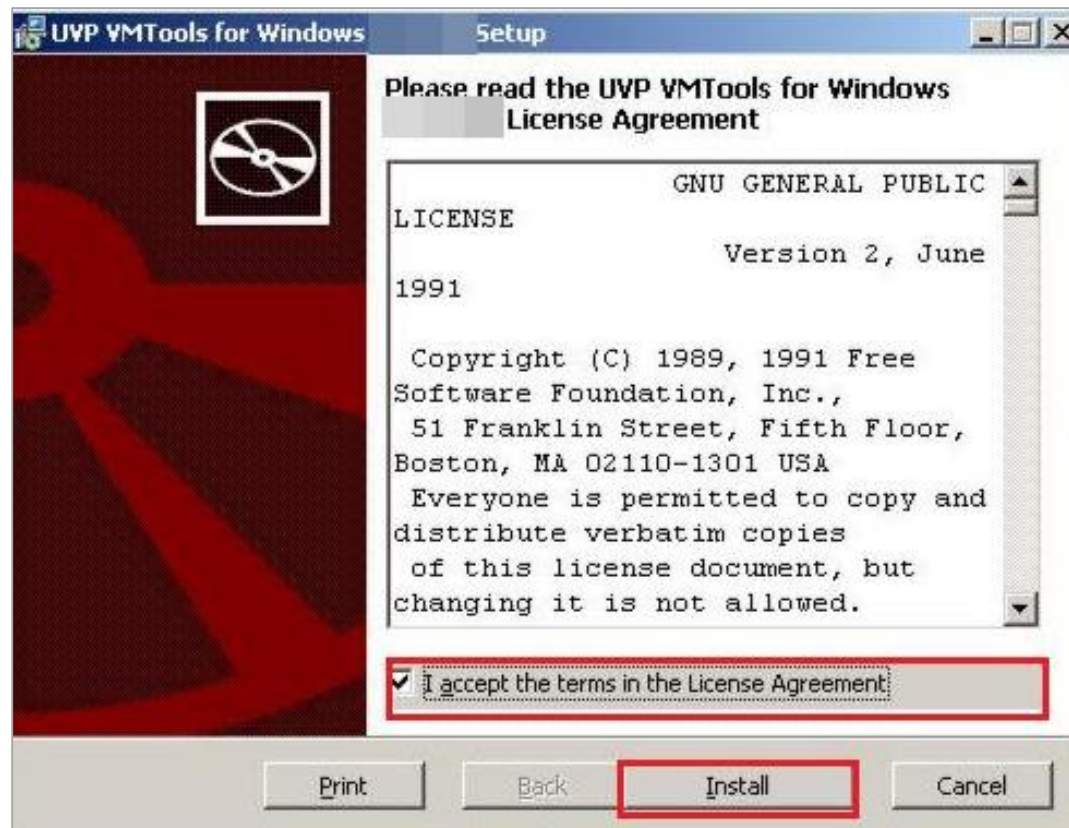 UVP VMTools for Windows Setup
Please read the UVP VMTools for Windows
License Agreement
GNU GENERAL PUBLIC
LICENSE
Version 2, June
1991
Copyright (C) 1989, 1991 Free
Software Foundation, Inc.,
51 Franklin Street, Fifth Floor,
Boston, MA 02110-1301 USA
Everyone is permitted to copy and
distribute verbatim copies
of this license document, but
changing it is not allowed.
I accept the terms in the License Agreement
Print Back Install Cancel